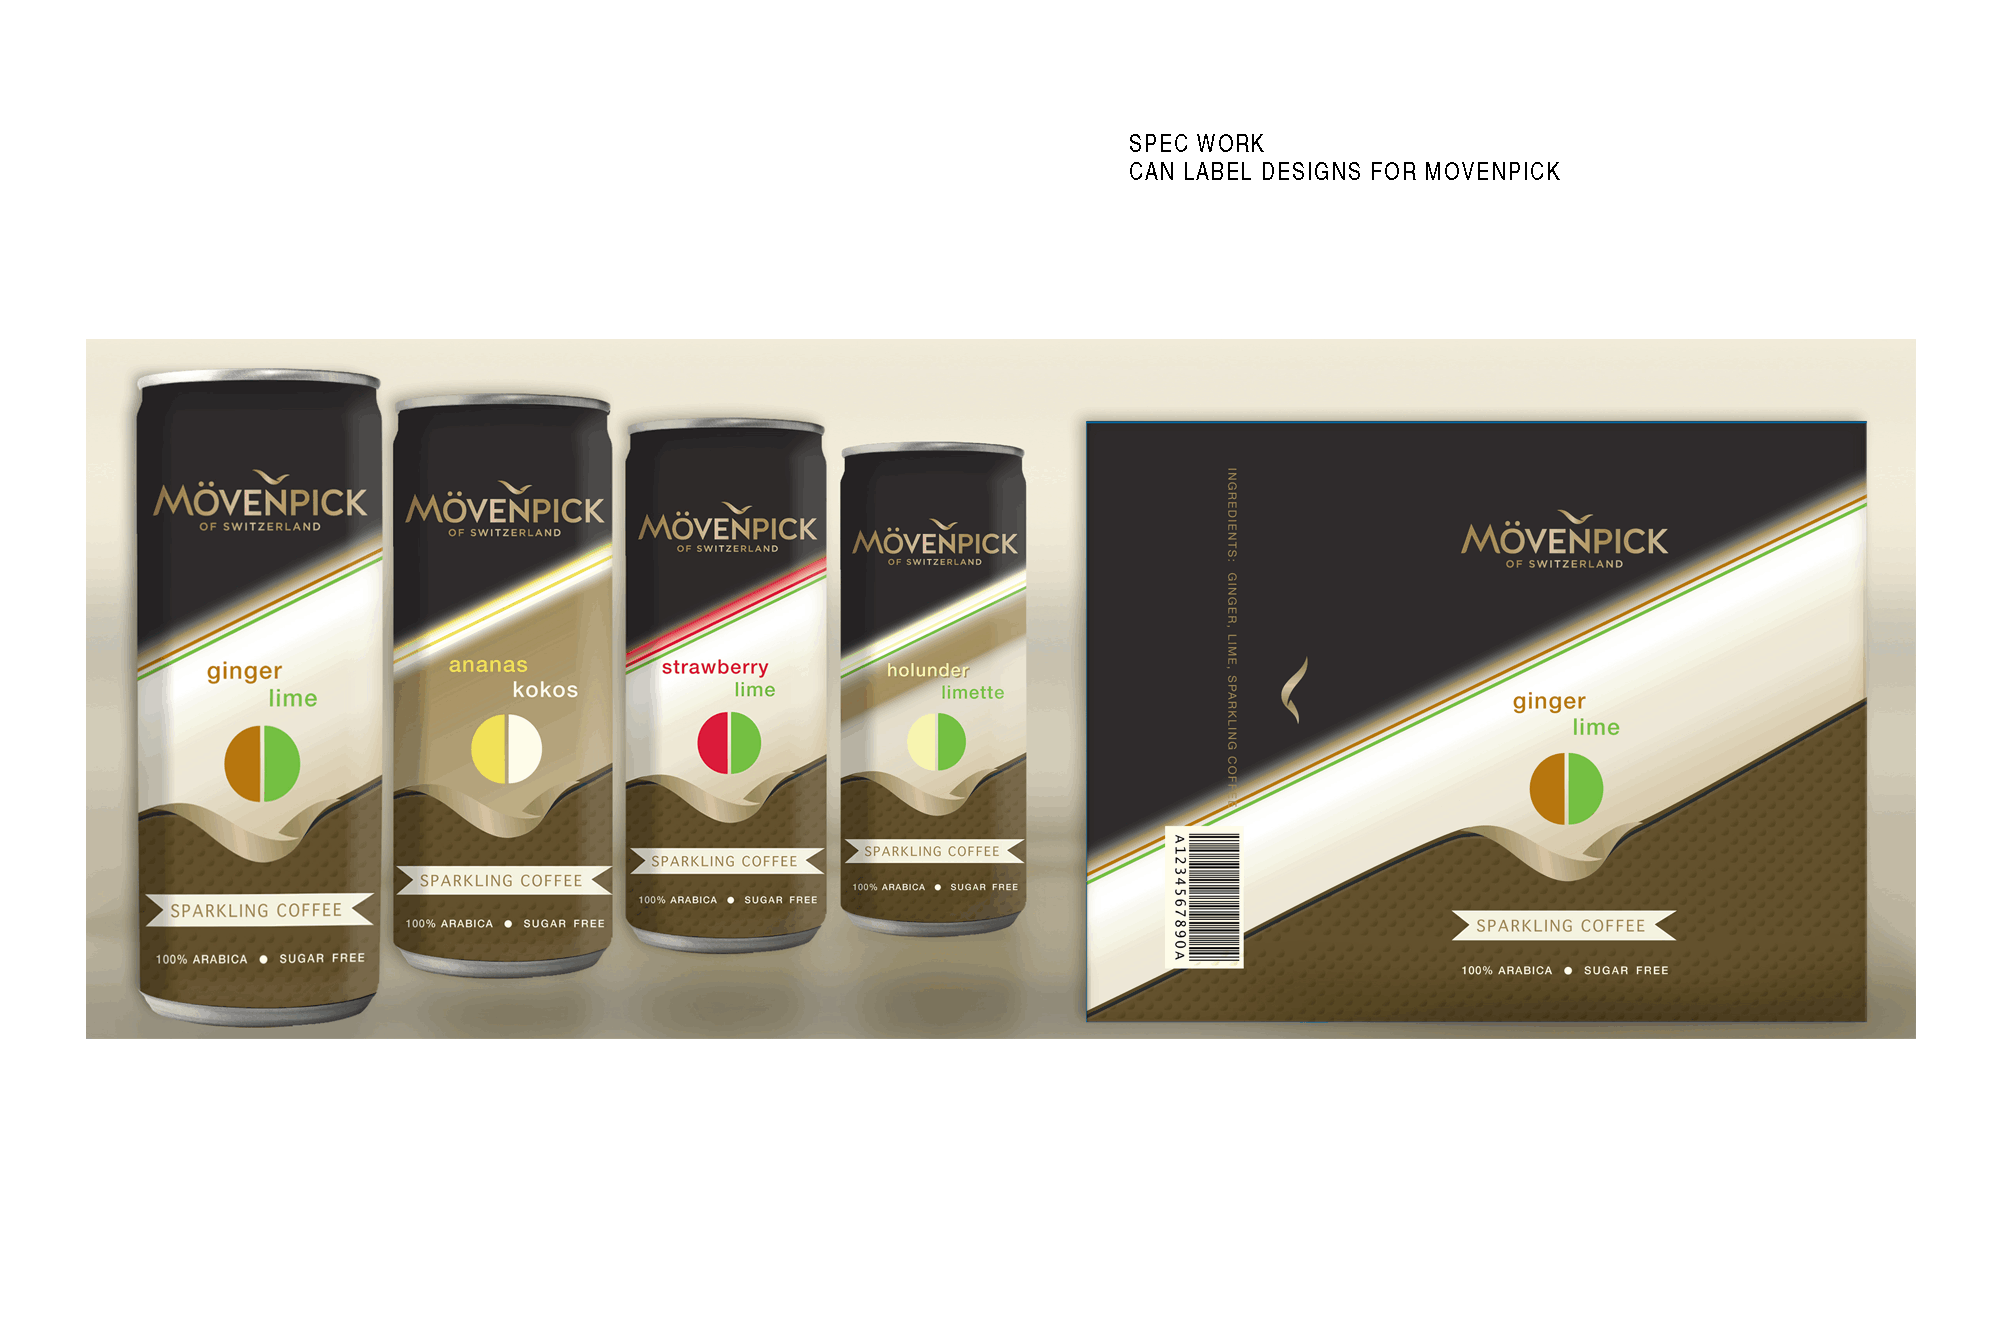 SPEC WORK
CAN LABEL DESIGNS FOR MOVENPICK
MÖVENPICK
OF SWITZERLAND
ginger
lime
SPARKLING COFFEE
100% ARABICA ● SUGAR FREE
MÖVENPICK
OF SWITZERLAND
ananas
kokos
SPARKLING COFFEE
100% ARABICA ● SUGAR FREE
MÖVENPICK
OF SWITZERLAND
strawberry
lime
SPARKLING COFFEE
100% ARABICA ● SUGAR FREE
MÖVENPICK
OF SWITZERLAND
holunder
limette
SPARKLING COFFEE
100% ARABICA ● SUGAR FREE
INGREDIENTS: GINGER, LIME, SPARKLING COFFEE
A1234567890A
MÖVENPICK
OF SWITZERLAND
ginger
lime
SPARKLING COFFEE
100% ARABICA ● SUGAR FREE